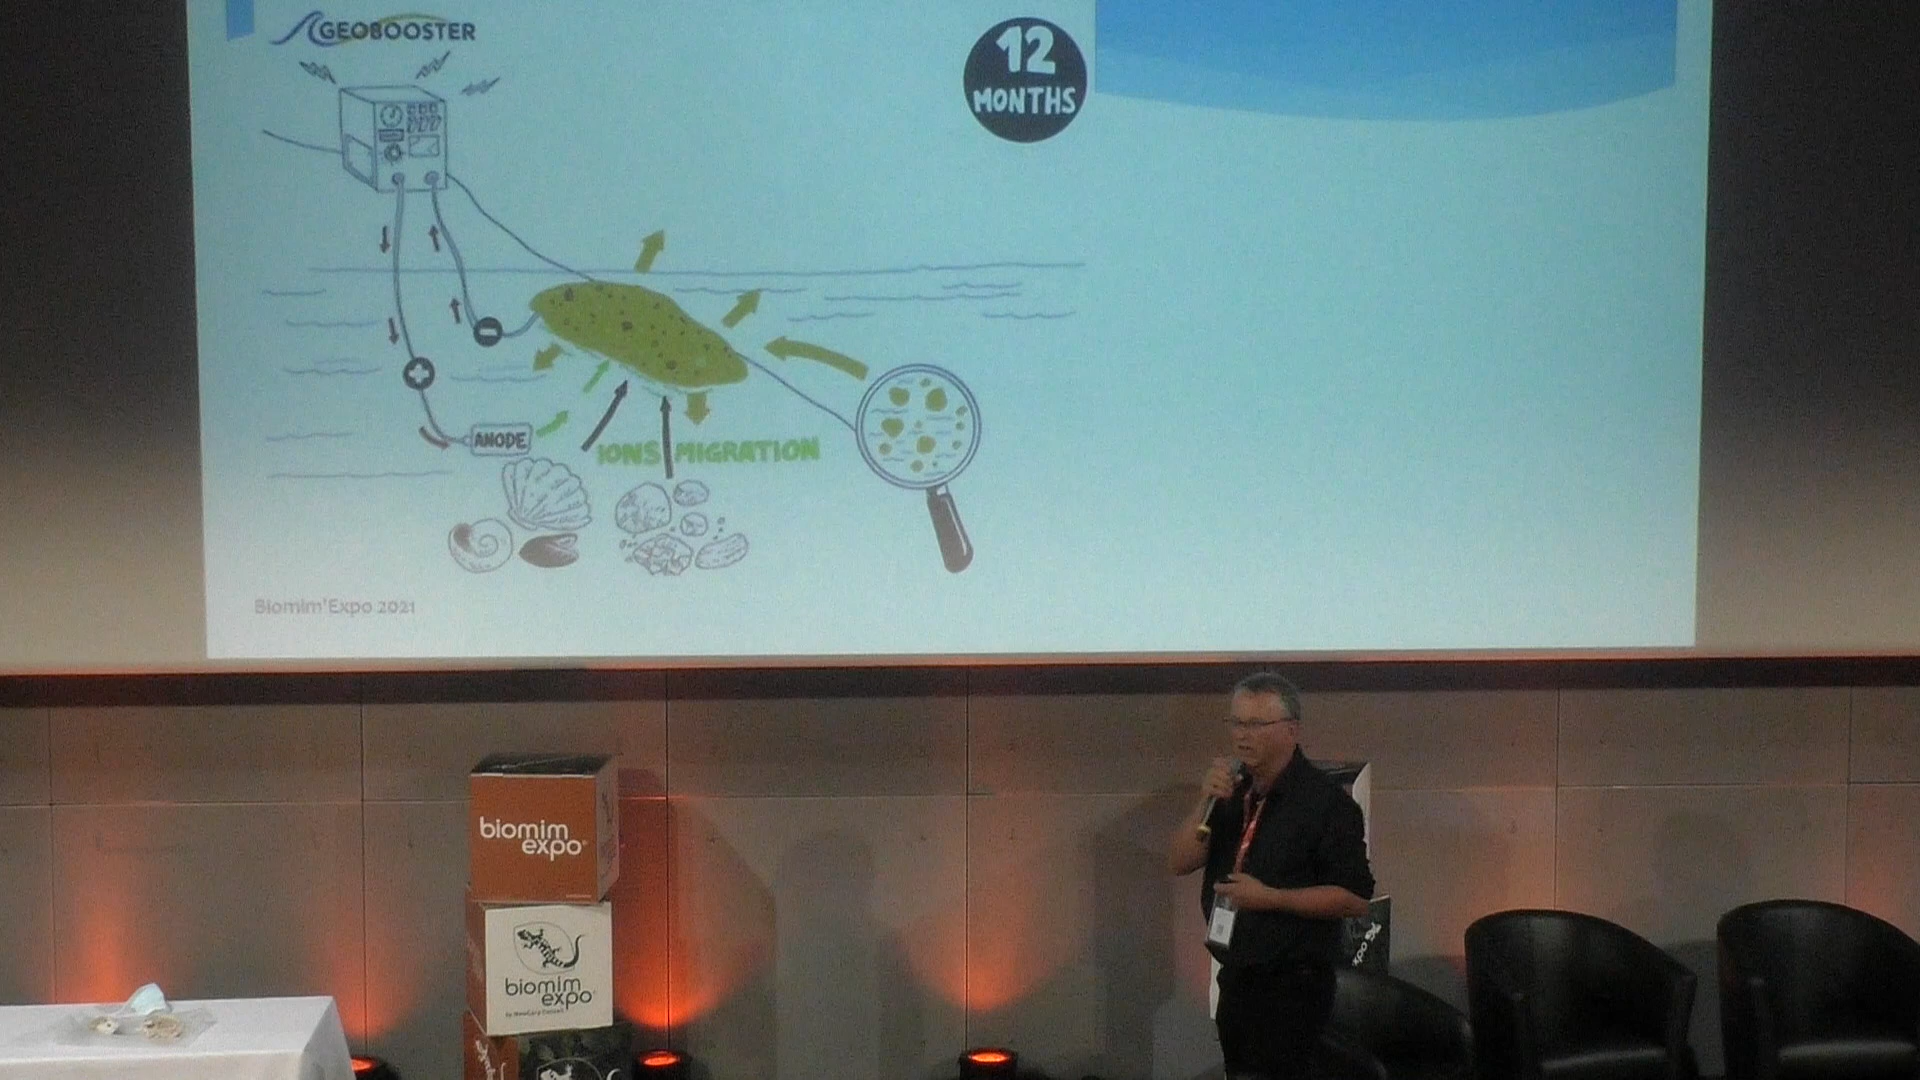 GEOBOOSTER
12
MONTHS
ANODE
IONS MIGRATION
Biomim'Expo 2021
biomim
expo
biomim
expo